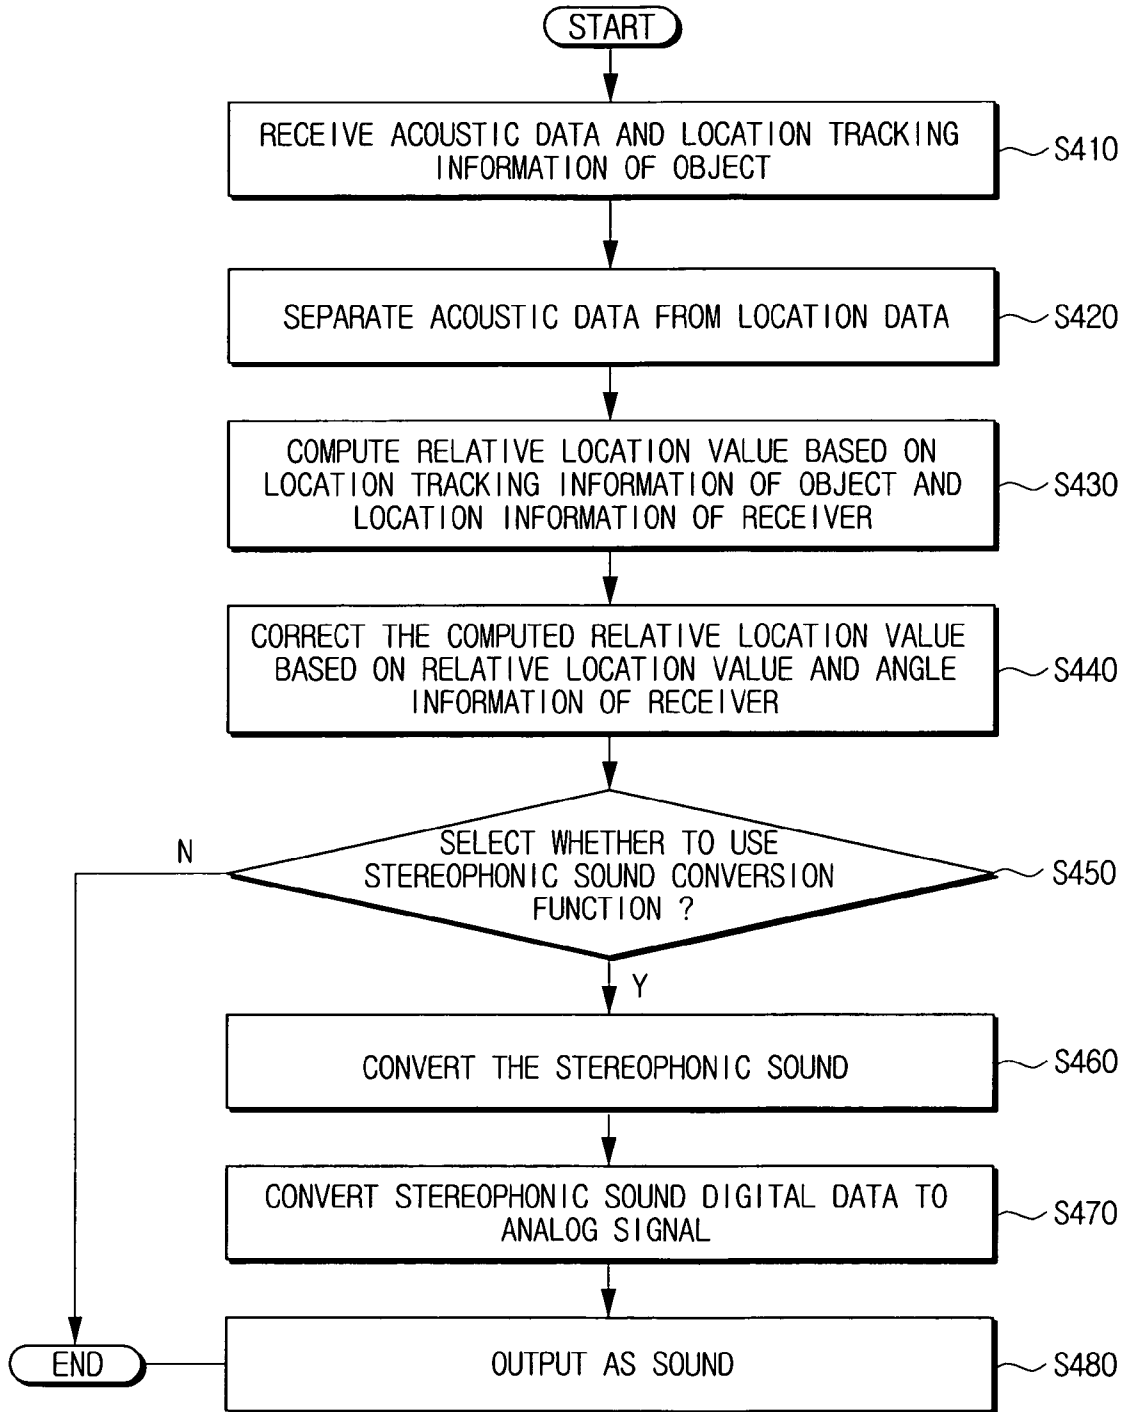 START
RECEIVE ACOUSTIC DATA AND LOCATION TRACKING
INFORMATION OF OBJECT
S410
SEPARATE ACOUSTIC DATA FROM LOCATION DATA
S420
COMPUTE RELATIVE LOCATION VALUE BASED ON
LOCATION TRACKING INFORMATION OF OBJECT AND
LOCATION INFORMATION OF RECEIVER
S430
CORRECT THE COMPUTED RELATIVE LOCATION VALUE
BASED ON RELATIVE LOCATION VALUE AND ANGLE
INFORMATION OF RECEIVER
S440
SELECT WHETHER TO USE
STEREOPHONIC SOUND CONVERSION
FUNCTION ?
S450
N
Y
CONVERT THE STEREOPHONIC SOUND
S460
CONVERT STEREOPHONIC SOUND DIGITAL DATA TO
ANALOG SIGNAL
S470
OUTPUT AS SOUND
S480
END